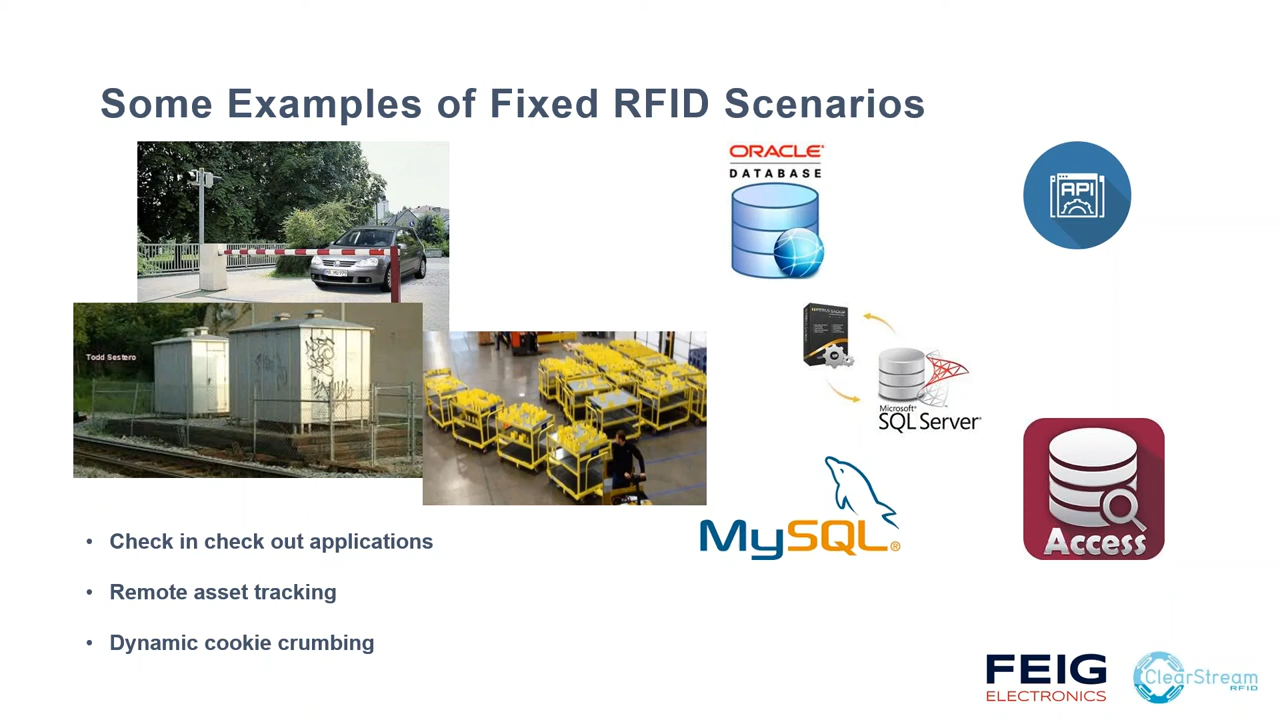 Some Examples of Fixed RFID Scenarios
ORACLE®
DATABASE
API
Todd Sestero
Microsoft®
SQL Server®
MySQL®
Access
• Check in check out applications
• Remote asset tracking
• Dynamic cookie crumbing
FEIG
ELECTRONICS
ClearStream
RFID